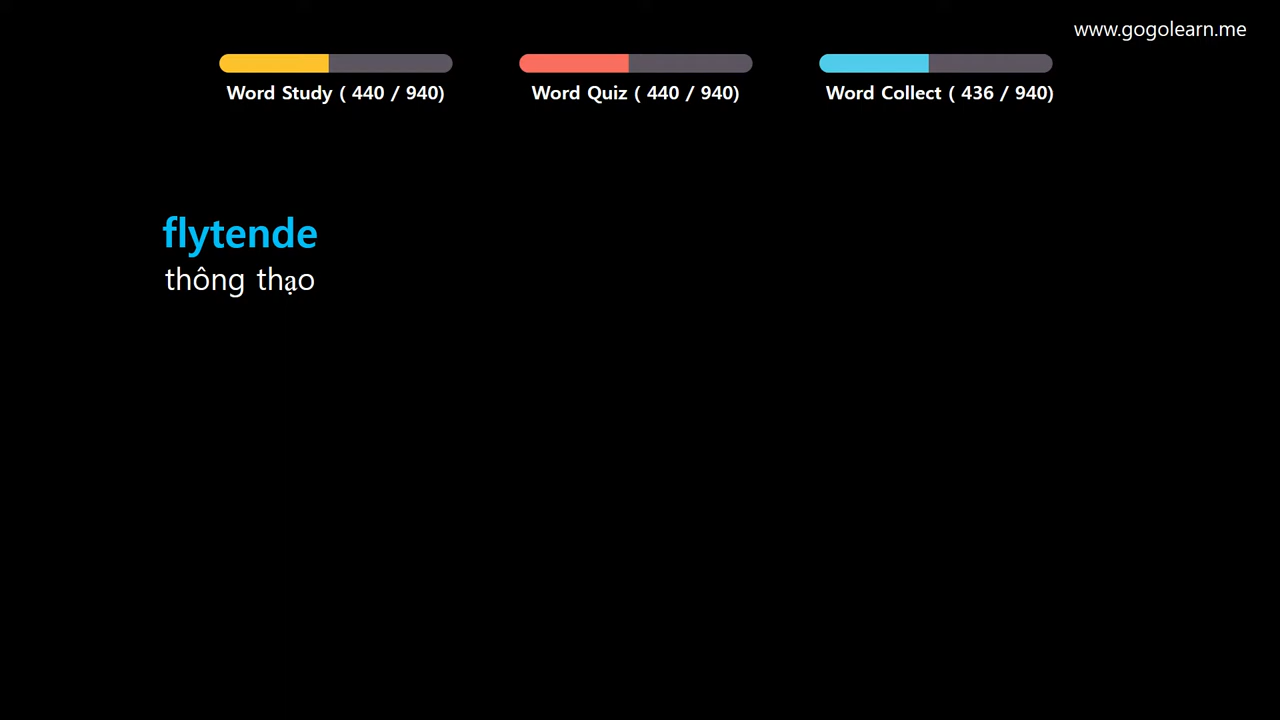 www.gogolearn.me
Word Study ( 440 / 940)
Word Quiz ( 440 / 940)
Word Collect ( 436 / 940)
flytende
thông thạo